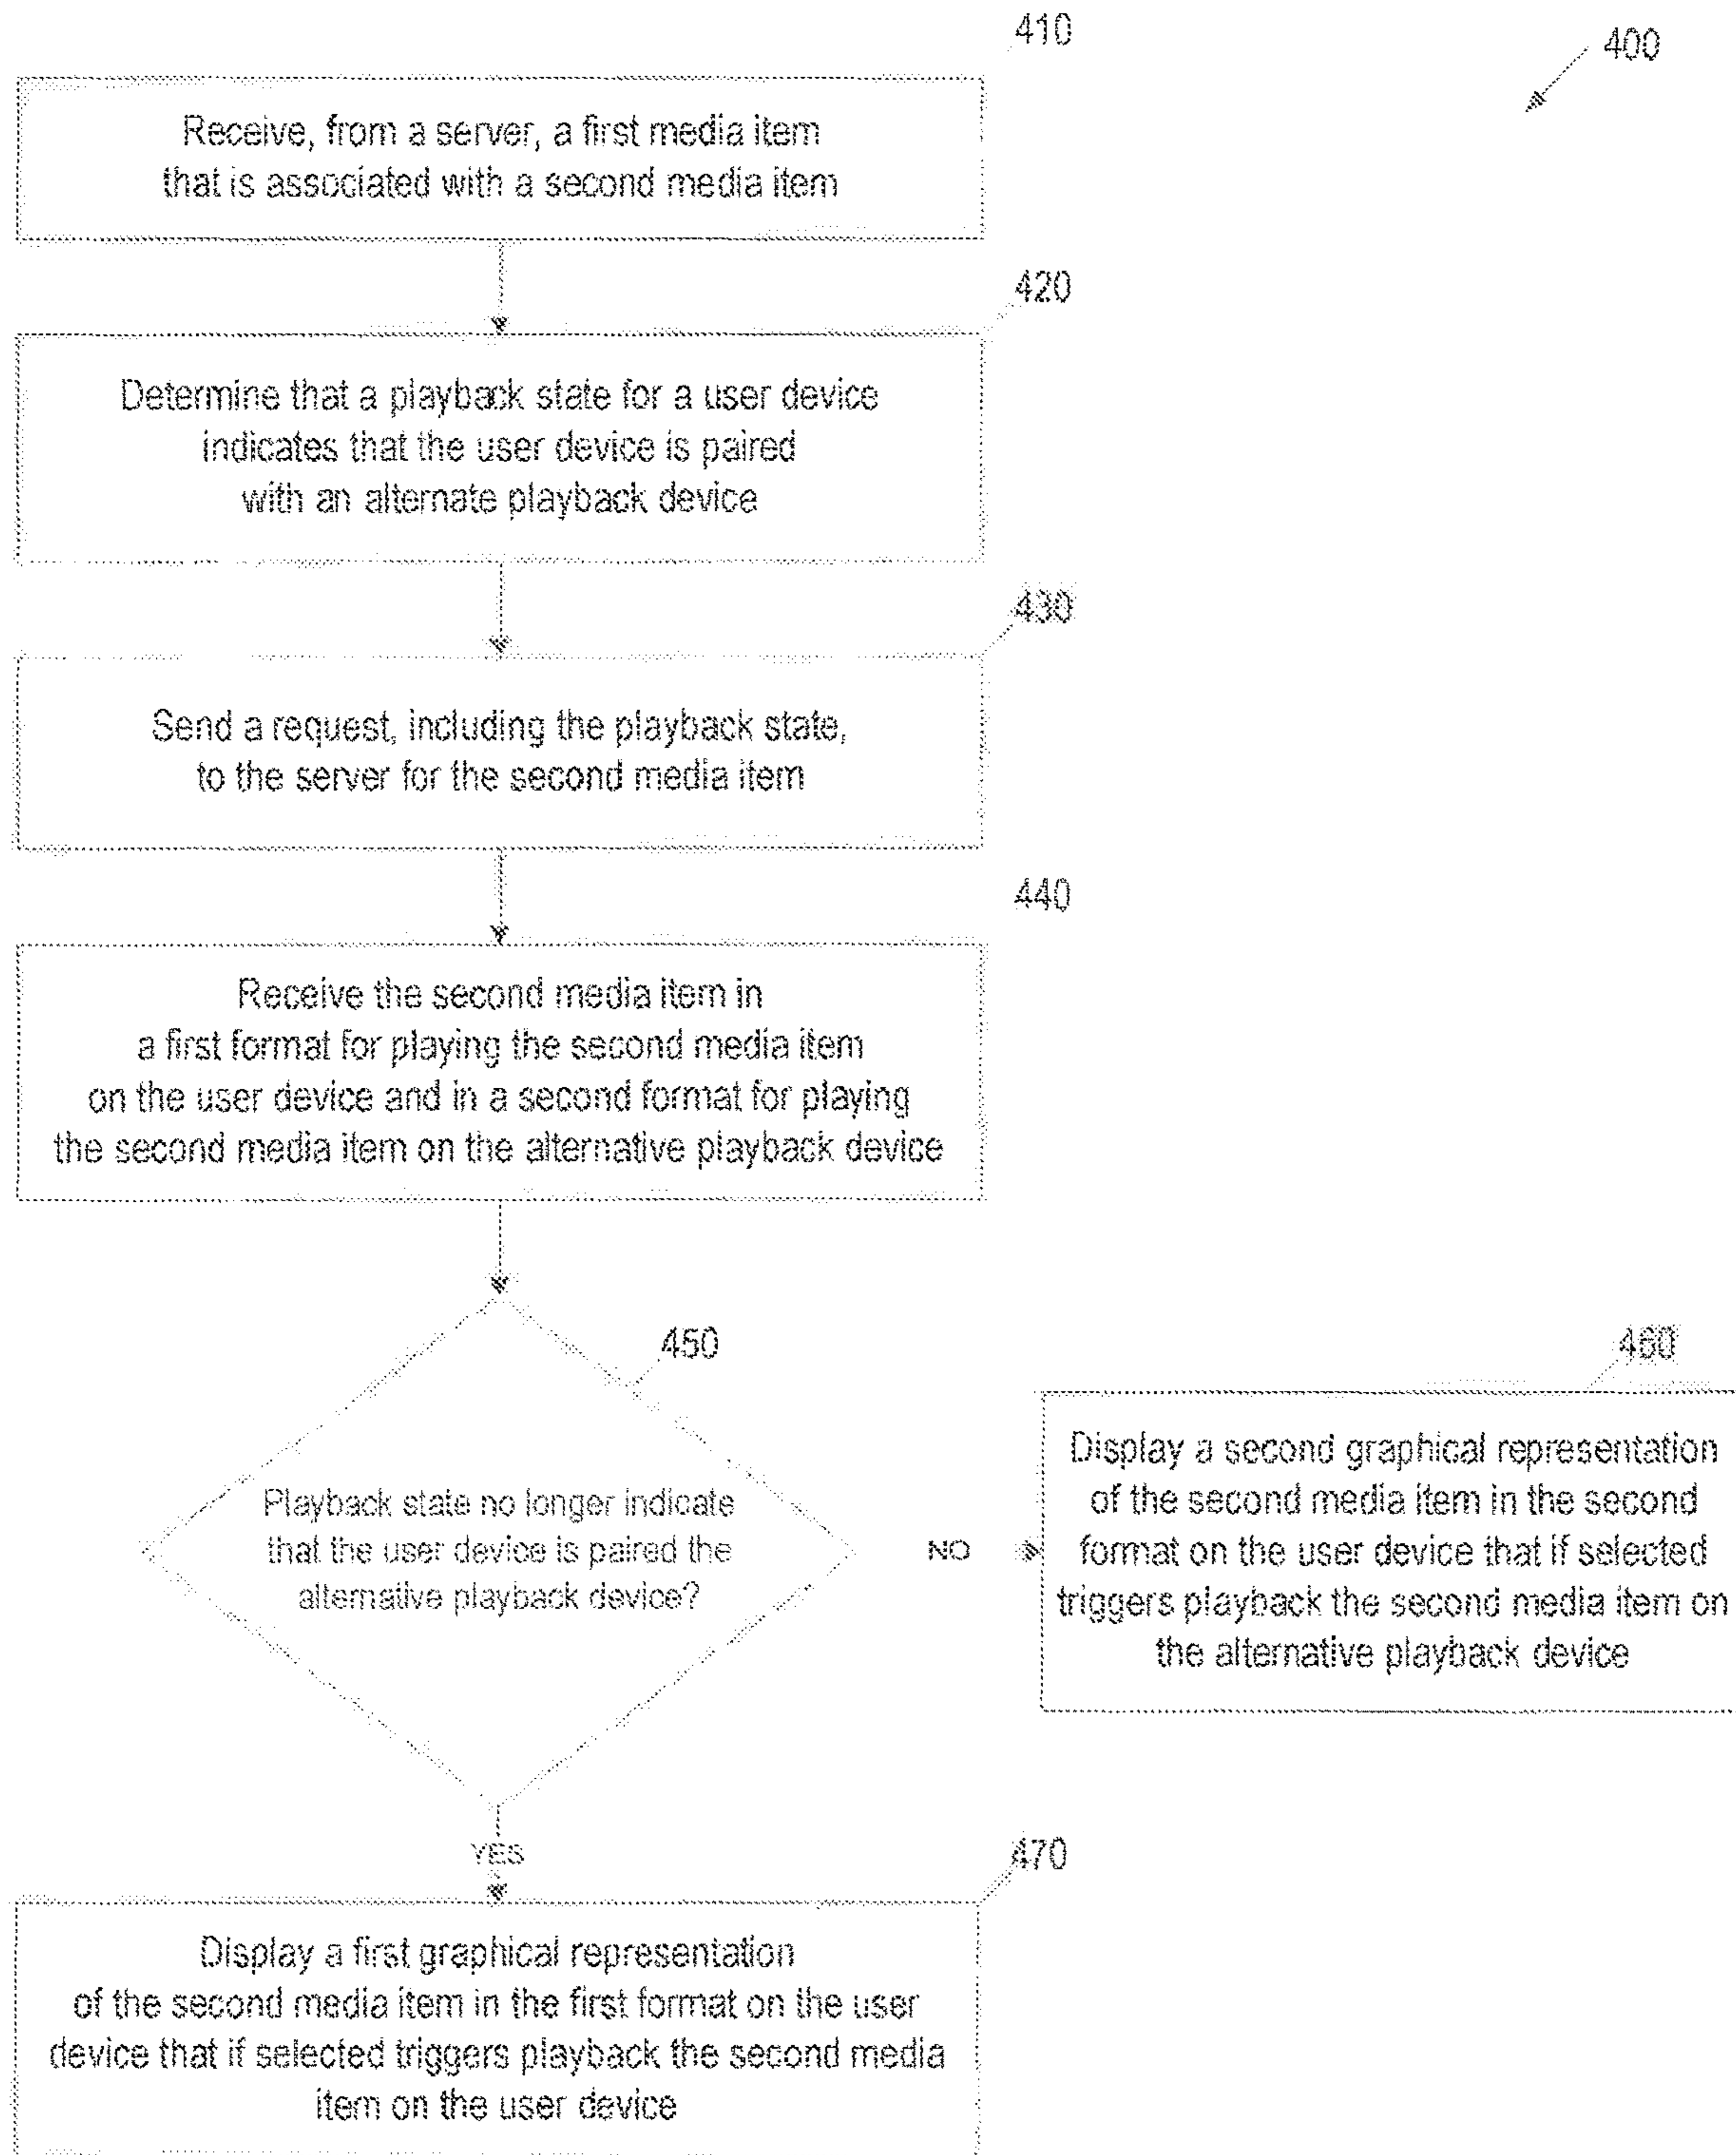 410
400
Receive, from a server, a first media item
that is associated with a second media item
420
Determine that a playback state for a user device
indicates that the user device is paired
with an alternate playback device
430
Send a request, including the playback state,
to the server for the second media item
440
Receive the second media item in
a first format for playing the second media item
on the user device and in a second format for playing
the second media item on the alternative playback device
450
Playback state no longer indicate
that the user device is paired the
alternative playback device?
NO
460
Display a second graphical representation
of the second media item in the second
format on the user device that if selected
triggers playback the second media item on
the alternative playback device
YES
470
Display a first graphical representation
of the second media item in the first format on the user
device that if selected triggers playback the second media
item on the user device